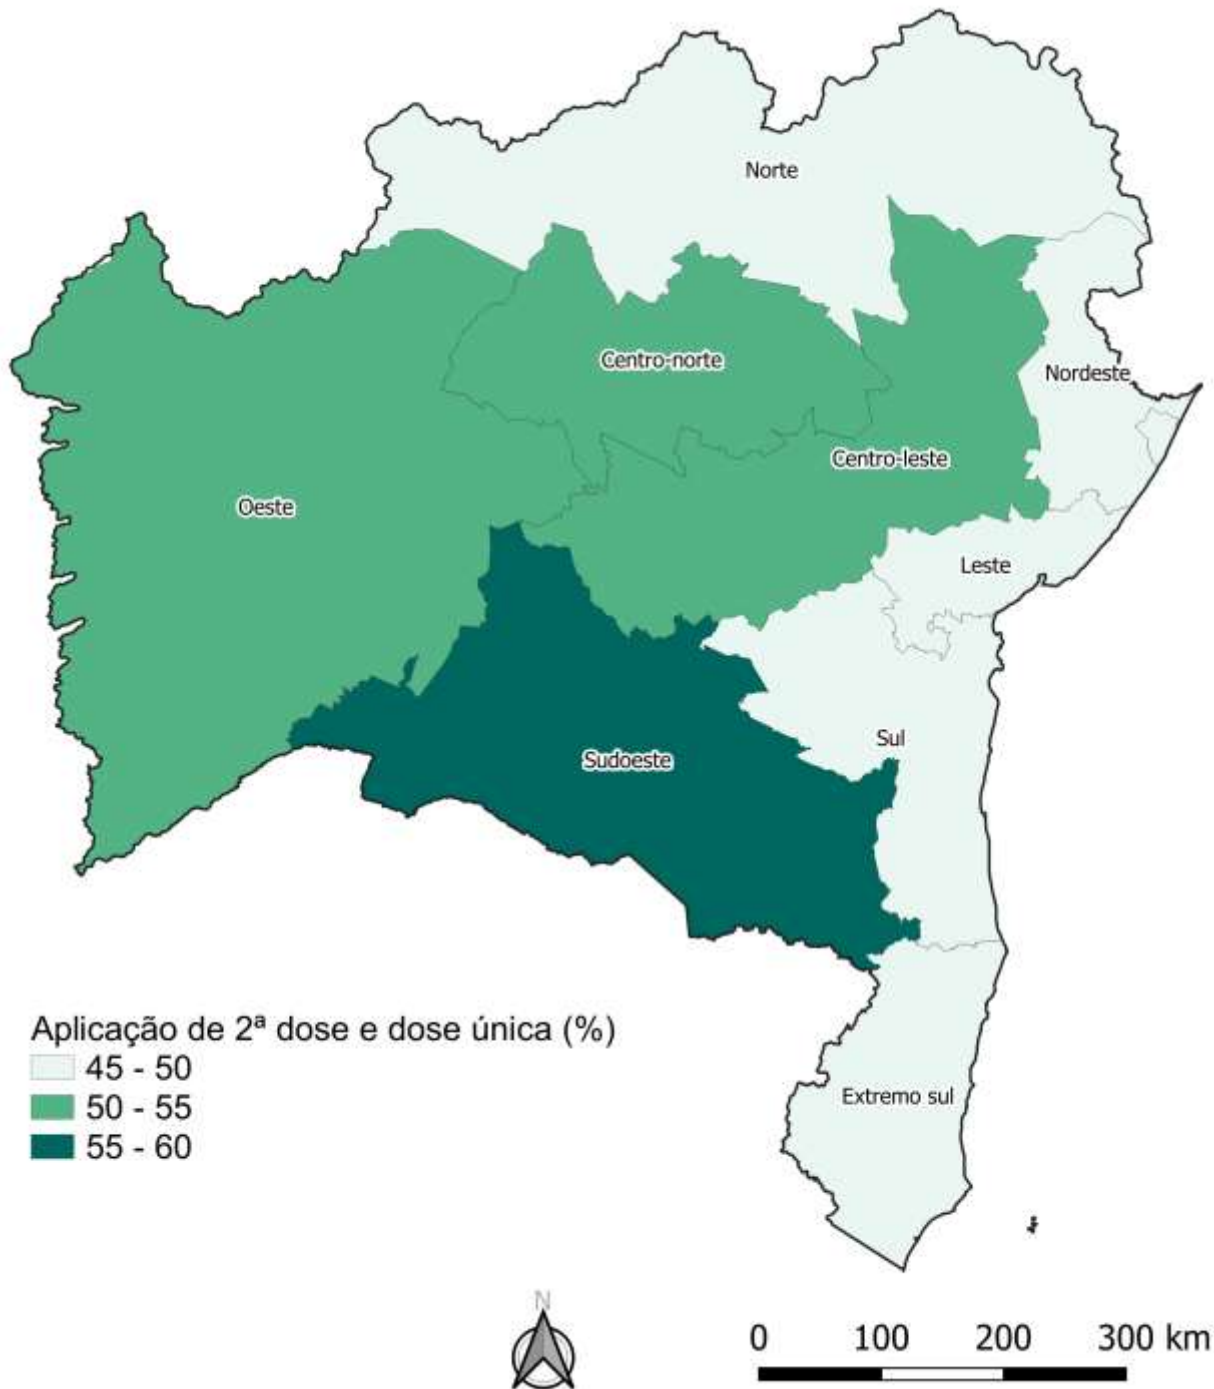 Norte
Centro-norte
Nordeste
Centro-leste
Oeste
Leste
Sul
Sudoeste
Aplicação de 2ª dose e dose única (%)
45 - 50
50 - 55
55 - 60
Extremo sul
N
0 100 200 300 km